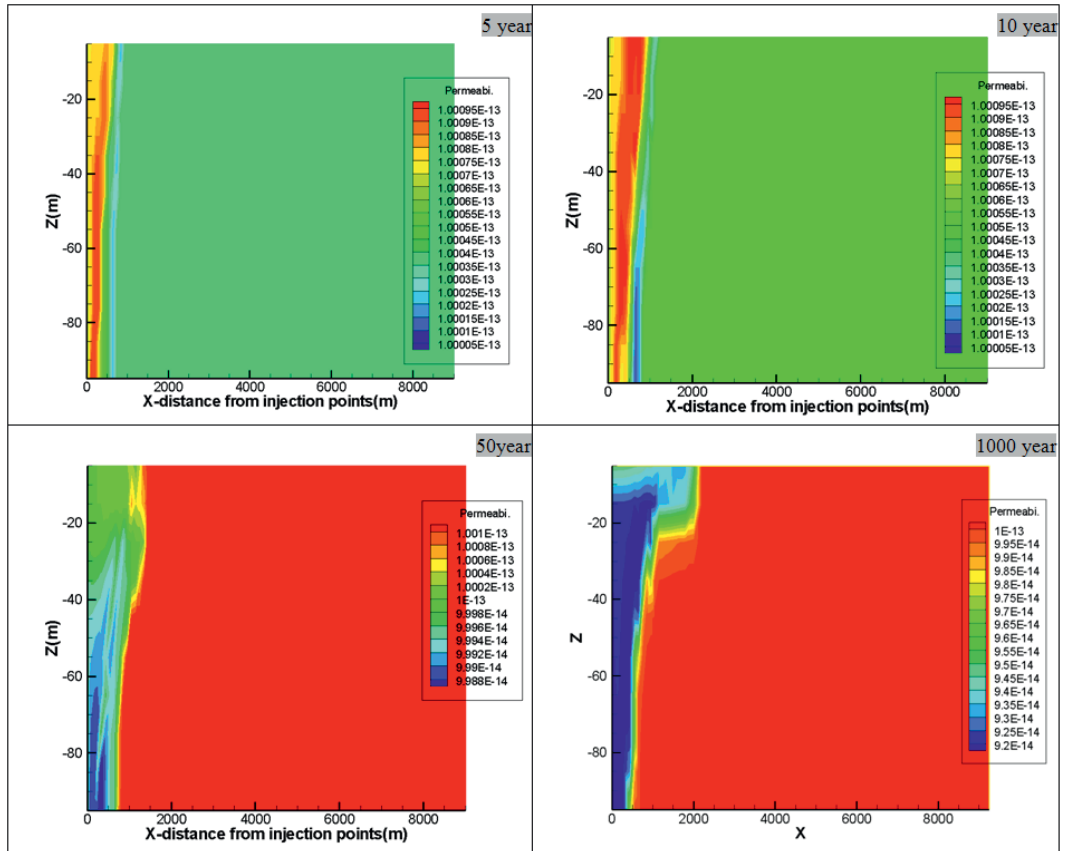 5 year
Permeabi.
1.00095E-13
1.0009E-13
1.00085E-13
1.0008E-13
1.00075E-13
1.0007E-13
1.00065E-13
1.0006E-13
1.00055E-13
1.0005E-13
1.00045E-13
1.0004E-13
1.00035E-13
1.0003E-13
1.00025E-13
1.0002E-13
1.00015E-13
1.0001E-13
1.00005E-13
Z(m)
-20
-40
-60
-80
0 2000 4000 6000 8000
X-distance from injection points(m)
10 year
Permeabi.
1.00095E-13
1.0009E-13
1.00085E-13
1.0008E-13
1.00075E-13
1.0007E-13
1.00065E-13
1.0006E-13
1.00055E-13
1.0005E-13
1.00045E-13
1.0004E-13
1.00035E-13
1.0003E-13
1.00025E-13
1.0002E-13
1.00015E-13
1.0001E-13
1.00005E-13
Z(m)
-20
-40
-60
-80
0 2000 4000 6000 8000
X-distance from injection points(m)
50year
Permeabi.
1.001E-13
1.0008E-13
1.0006E-13
1.0004E-13
1.0002E-13
1E-13
9.998E-14
9.996E-14
9.994E-14
9.992E-14
9.99E-14
9.988E-14
Z(m)
-20
-40
-60
-80
0 2000 4000 6000 8000
X-distance from injection points(m)
1000 year
Permeabi.
1E-13
9.95E-14
9.9E-14
9.85E-14
9.8E-14
9.75E-14
9.7E-14
9.65E-14
9.6E-14
9.55E-14
9.5E-14
9.45E-14
9.4E-14
9.35E-14
9.3E-14
9.25E-14
9.2E-14
Z
-20
-40
-60
-80
0 2000 4000 6000 8000
X